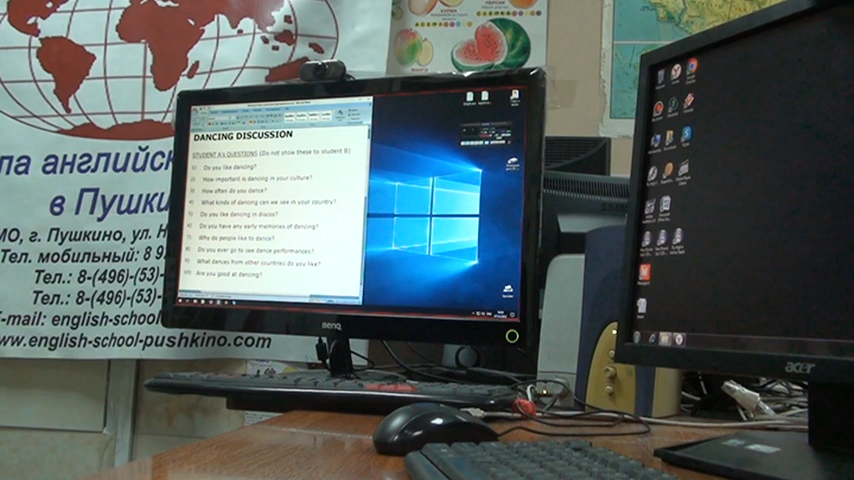 ла английск
в Пушки
МО, г. Пушкино, ул. Н
Тел. мобильный: 8 9
Тел.: 8-(496)-(53)-
Тел.: 8-(496)-(53)-
E-mail: english-school
www.english-school-pushkino.com
DANCING DISCUSSION
STUDENT A's QUESTIONS (Do not show these to student B)
1) Do you like dancing?
2) How important is dancing in your culture?
3) How often do you dance?
4) What kinds of dancing can we see in your country?
5) Do you like dancing in discos?
6) Do you have any early memories of dancing?
7) Why do people like to dance?
8) Do you ever go to see dance performances?
9) What dances from other countries do you like?
10) Are you good at dancing?
BenQ
SAMSUNG
acer